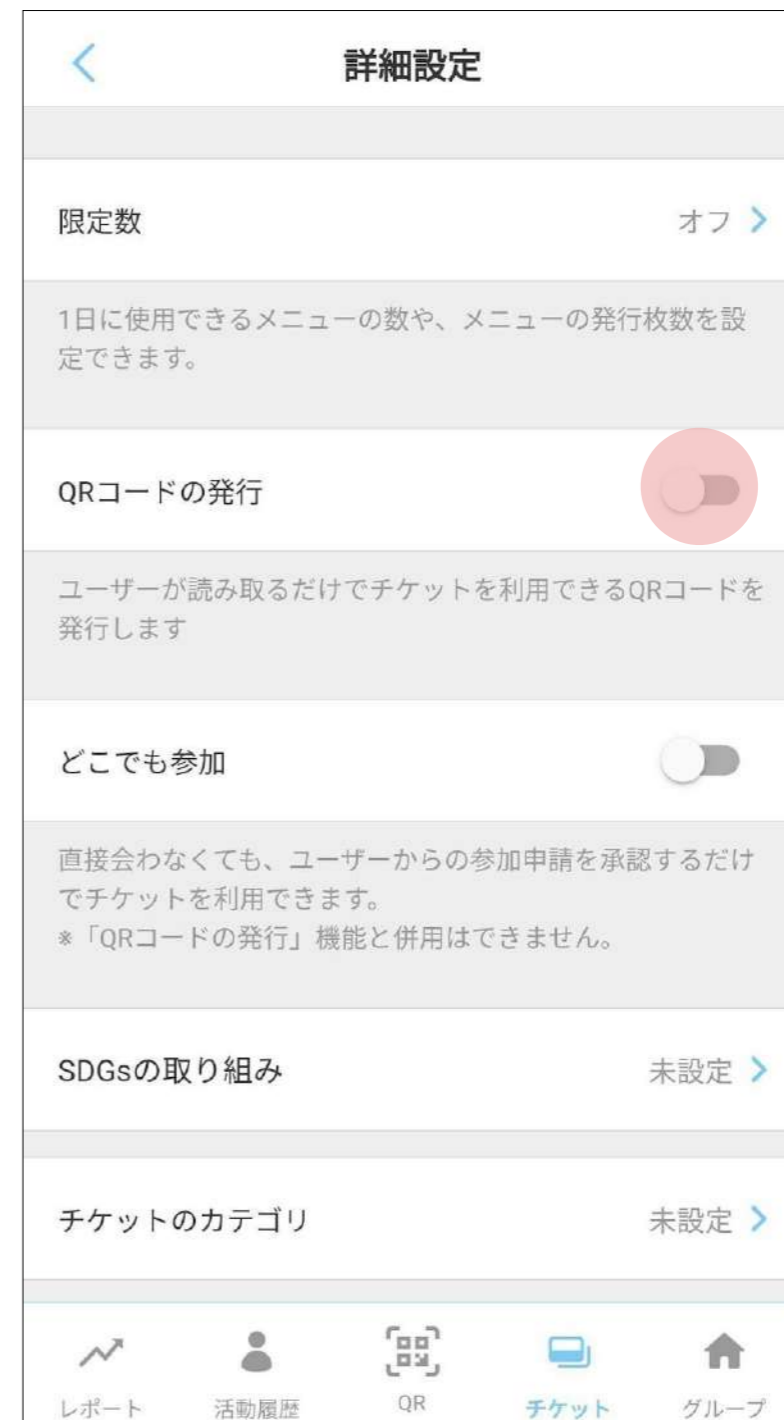 詳細設定
限定数
オフ
1日に使用できるメニューの数や、メニューの発行枚数を設
定できます。
QRコードの発行
ユーザーが読み取るだけでチケットを利用できるQRコードを
発行します
どこでも参加
直接会わなくても、ユーザーからの参加申請を承認するだけ
でチケットを利用できます。
※「QRコードの発行」機能と併用はできません。
SDGsの取り組み
未設定
チケットのカテゴリ
未設定
レポート
活動履歴
QR
チケット
グループ